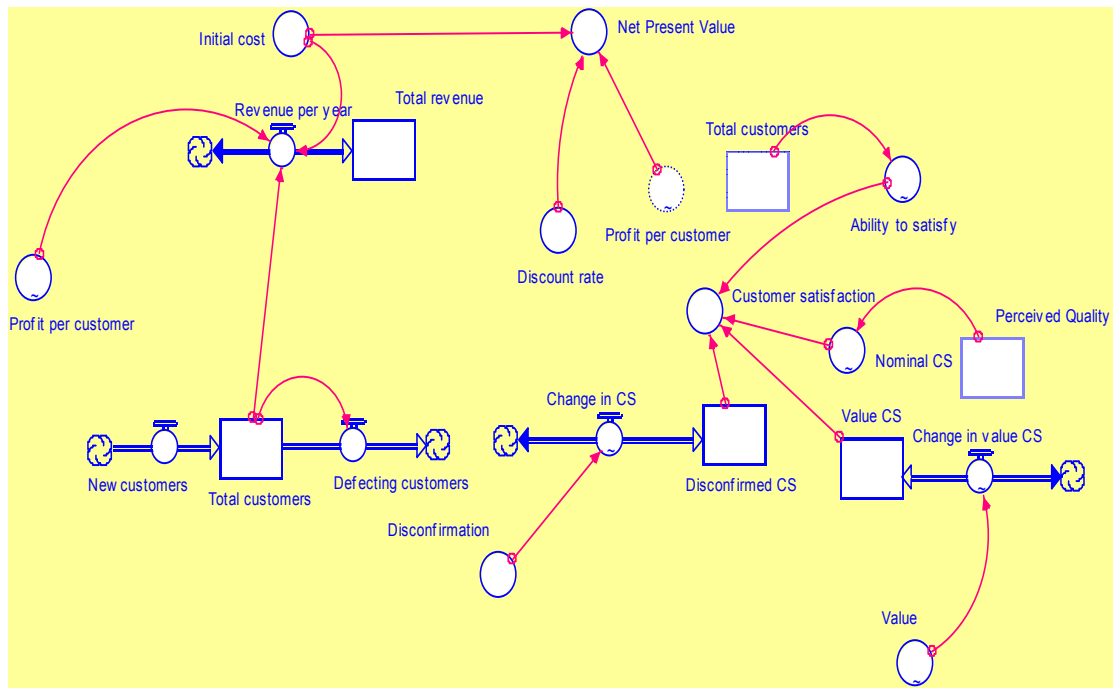 Initial cost
Net Present Value
Revenue per year
Total revenue
Total customers
Profit per customer
Ability to satisfy
Discount rate
Customer satisfaction
Perceived Quality
Profit per customer
Nominal CS
Change in CS
Value CS
Change in value CS
New customers
Total customers
Defecting customers
Disconfirmed CS
Disconfirmation
Value